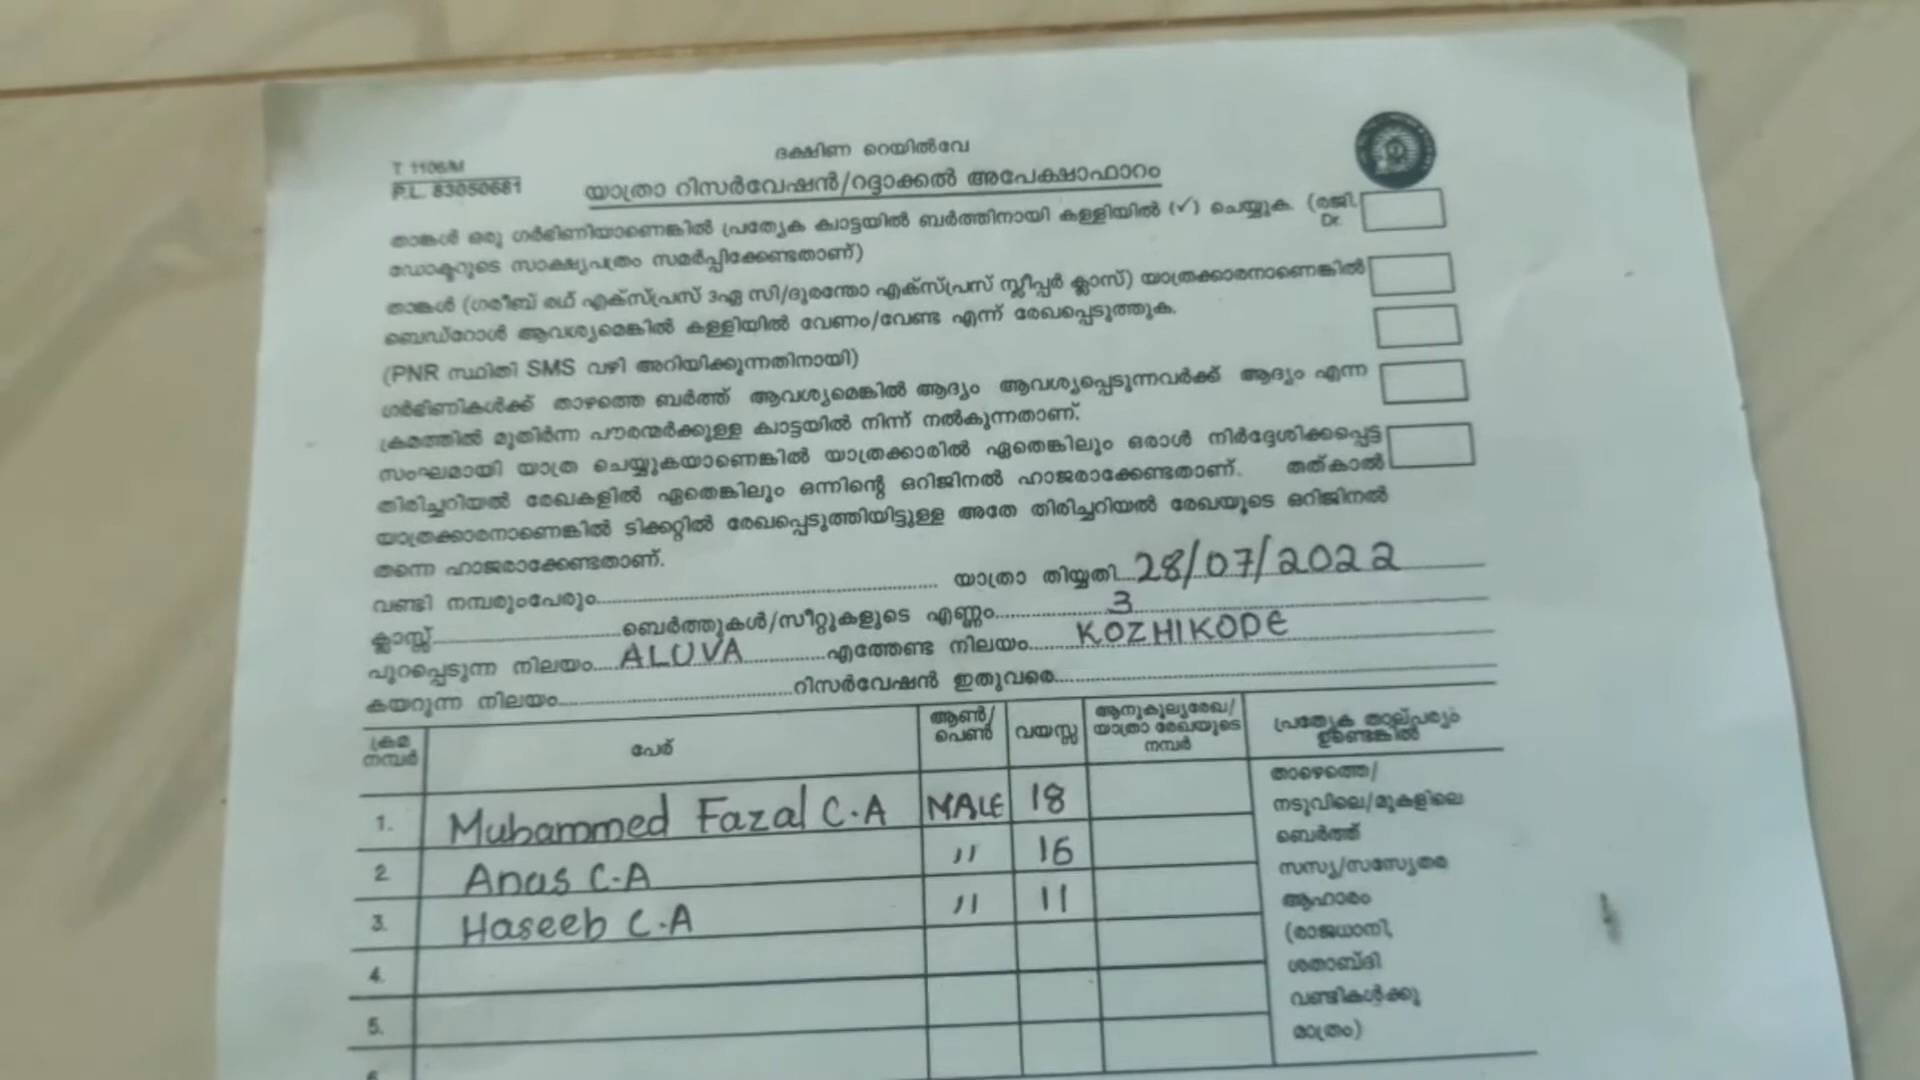 ദക്ഷിണ റെയിൽവേ
T. 1106/M
P.L. 83050681
യാത്രാ റിസർവേഷൻ/റദ്ദാക്കൽ അപേക്ഷാഫാറം
താങ്കൾ ഒരു ഗർഭിണിയാണെങ്കിൽ പ്രത്യേക ക്വാട്ടയിൽ ബർത്തിനായി കള്ളിയിൽ (✓) ചെയ്യുക. (രജി. Dr.
ഡോക്ടറുടെ സാക്ഷ്യപത്രം സമർപ്പിക്കേണ്ടതാണ്)
താങ്കൾ (ഗരീബ് രഥ് എക്സ്പ്രസ് 3ഏ സി/ദുരന്തോ എക്സ്പ്രസ് സ്ലീപ്പർ ക്ലാസ്) യാത്രക്കാരനാണെങ്കിൽ
ബെഡ്റോൾ ആവശ്യമെങ്കിൽ കള്ളിയിൽ വേണം/വേണ്ട എന്ന് രേഖപ്പെടുത്തുക.
(PNR സ്ഥിതി SMS വഴി അറിയിക്കുന്നതിനായി)
ഗർഭിണികൾക്ക് താഴത്തെ ബർത്ത് ആവശ്യമെങ്കിൽ ആദ്യം ആവശ്യപ്പെടുന്നവർക്ക് ആദ്യം എന്ന
ക്രമത്തിൽ മുതിർന്ന പൗരന്മർക്കുള്ള ക്വാട്ടയിൽ നിന്ന് നൽകുന്നതാണ്.
സംഘമായി യാത്ര ചെയ്യുകയാണെങ്കിൽ യാത്രക്കാരിൽ ഏതെങ്കിലും ഒരാൾ നിർദ്ദേശിക്കപ്പെട്ട
തിരിച്ചറിയൽ രേഖകളിൽ ഏതെങ്കിലും ഒന്നിന്റെ ഒറിജിനൽ ഹാജരാക്കേണ്ടതാണ്. തത്കാൽ
യാത്രക്കാരനാണെങ്കിൽ ടിക്കറ്റിൽ രേഖപ്പെടുത്തിയിട്ടുള്ള അതേ തിരിച്ചറിയൽ രേഖയുടെ ഒറിജിനൽ
തന്നെ ഹാജരാക്കേണ്ടതാണ്.
വണ്ടി നമ്പരുംപേരും.......... യാത്രാ തിയ്യതി...28/07/2022
ക്ലാസ്സ്..........ബെർത്തുകൾ/സീറ്റുകളുടെ എണ്ണം..........3
പുറപ്പെടുന്ന നിലയം....ALUVA..........എത്തേണ്ട നിലയം......KOZHIKODE
കയറുന്ന നിലയം..........റിസർവേഷൻ ഇതുവരെ..........
ക്രമ നമ്പർ പേര് ആൺ/പെൺ വയസ്സ് ആനുകൂല്യരേഖ/യാത്രാ രേഖയുടെ നമ്പർ പ്രത്യേക താല്പര്യം ഉണ്ടെങ്കിൽ
1. Muhammed Fazal C.A MALE 18
2. Anas C.A " 16
3. Haseeb C.A " 11
4.
5.
6
താഴെത്തെ/
നടുവിലെ/മുകളിലെ
ബെർത്ത്
സസ്യ/സസ്യേതര
ആഹാരം
(രാജധാനി,
ശതാബ്ദി
വണ്ടികൾക്കു
മാത്രം)